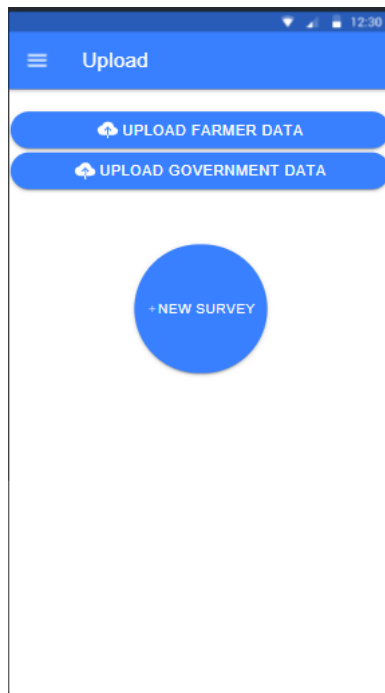 12:30
Upload
UPLOAD FARMER DATA
UPLOAD GOVERNMENT DATA
+NEW SURVEY